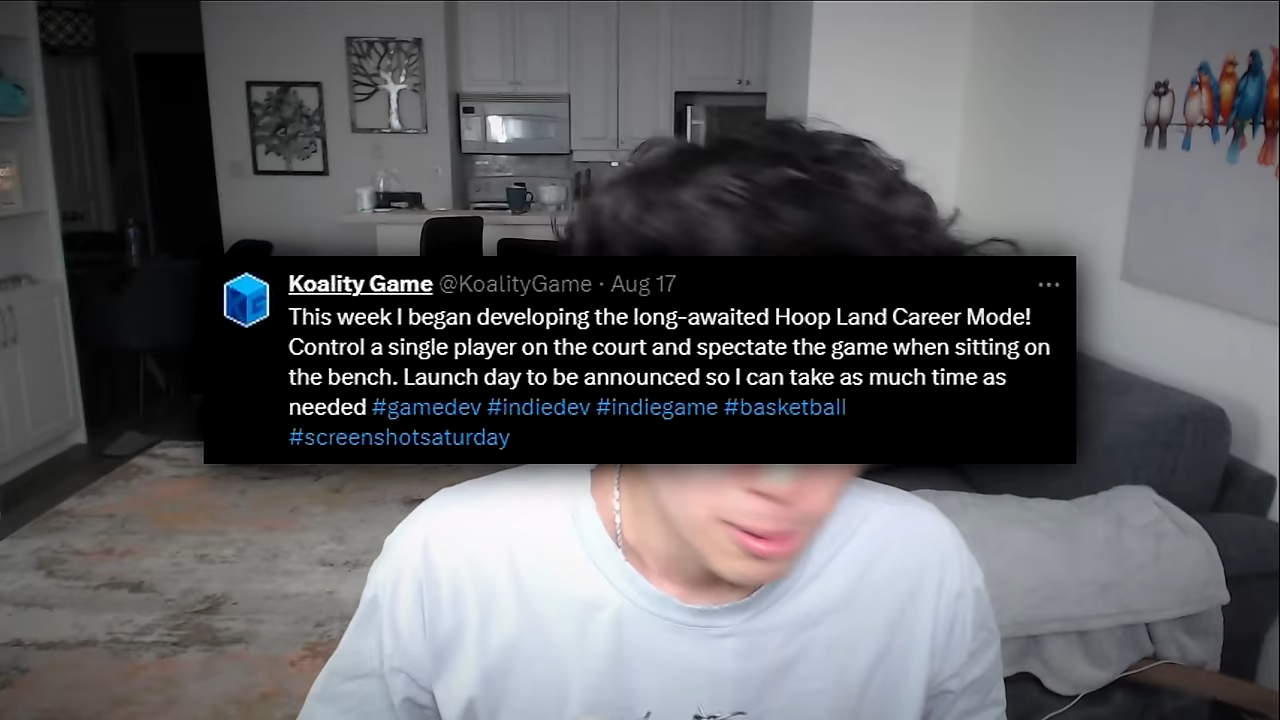 Koality Game @KoalityGame · Aug 17
This week I began developing the long-awaited Hoop Land Career Mode!
Control a single player on the court and spectate the game when sitting on
the bench. Launch day to be announced so I can take as much time as
needed #gamedev #indiedev #indiegame #basketball
#screenshotsaturday